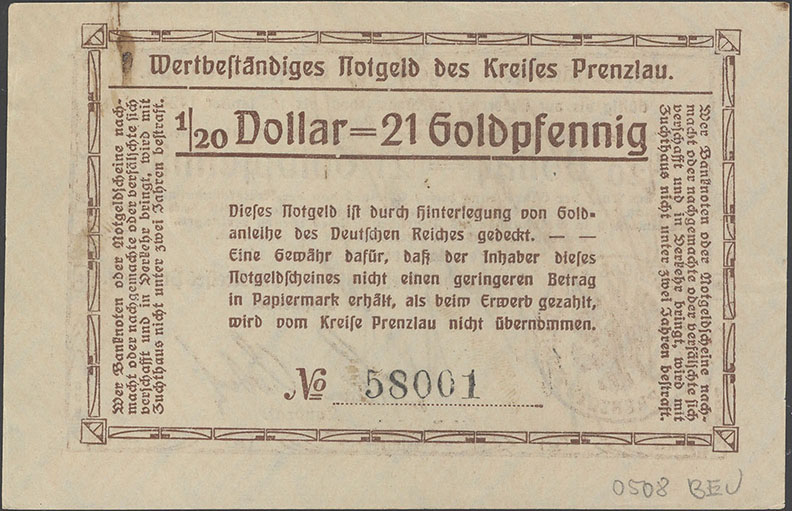 Wertbeständiges Notgeld des Kreises Prenzlau.
1/20 Dollar = 21 Goldpfennig
Dieses Notgeld ist durch Hinterlegung von Gold-
anleihe des Deutschen Reiches gedeckt. — —
Eine Gewähr dafür, daß der Inhaber dieses
Notgeldscheines nicht einen geringeren Betrag
in Papiermark erhält, als beim Erwerb gezahlt,
wird vom Kreise Prenzlau nicht übernommen.
No 58001
Wer Banknoten oder Notgeldscheine nach-
macht oder nachgemachte oder verfälschte sich
verschafft und in Verkehr bringt, wird mit
Zuchthaus nicht unter zwei Jahren bestraft.
Wer Banknoten oder Notgeldscheine nach-
macht oder nachgemachte oder verfälschte sich
verschafft und in Verkehr bringt, wird mit
Zuchthaus nicht unter zwei Jahren bestraft.
0508 BEU